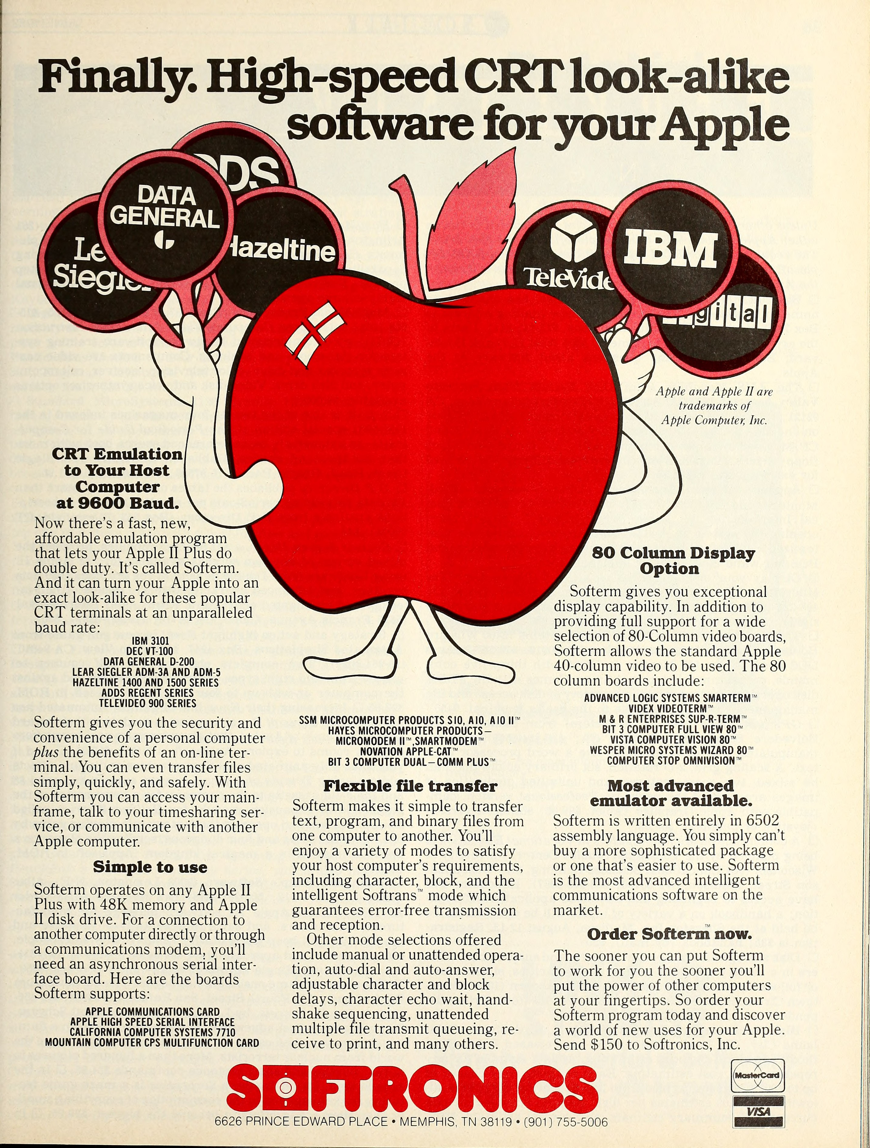 Finally. High-speed CRT look-alike
software for your Apple
DDS
DATA
GENERAL
Le
Siegler
Hazeltine
TeleVide
IBM
digital
Apple and Apple II are
trademarks of
Apple Computer, Inc.
CRT Emulation
to Your Host
Computer
at 9600 Baud.
Now there's a fast, new,
affordable emulation program
that lets your Apple II Plus do
double duty. It's called Softerm.
And it can turn your Apple into an
exact look-alike for these popular
CRT terminals at an unparalleled
baud rate:
IBM 3101
DEC VT-100
DATA GENERAL D-200
LEAR SIEGLER ADM-3A AND ADM-5
HAZELTINE 1400 AND 1500 SERIES
ADDS REGENT SERIES
TELEVIDEO 900 SERIES
Softerm gives you the security and
convenience of a personal computer
plus the benefits of an on-line ter-
minal. You can even transfer files
simply, quickly, and safely. With
Softerm you can access your main-
frame, talk to your timesharing ser-
vice, or communicate with another
Apple computer.
Simple to use
Softerm operates on any Apple II
Plus with 48K memory and Apple
II disk drive. For a connection to
another computer directly or through
a communications modem, you'll
need an asynchronous serial inter-
face board. Here are the boards
Softerm supports:
APPLE COMMUNICATIONS CARD
APPLE HIGH SPEED SERIAL INTERFACE
CALIFORNIA COMPUTER SYSTEMS 7710
MOUNTAIN COMPUTER CPS MULTIFUNCTION CARD
SSM MICROCOMPUTER PRODUCTS SIO, AIO, AIO II™
HAYES MICROCOMPUTER PRODUCTS—
MICROMODEM II™, SMARTMODEM™
NOVATION APPLE-CAT™
BIT 3 COMPUTER DUAL—COMM PLUS™
Flexible file transfer
Softerm makes it simple to transfer
text, program, and binary files from
one computer to another. You'll
enjoy a variety of modes to satisfy
your host computer's requirements,
including character, block, and the
intelligent Softrans™ mode which
guarantees error-free transmission
and reception.
Other mode selections offered
include manual or unattended opera-
tion, auto-dial and auto-answer,
adjustable character and block
delays, character echo wait, hand-
shake sequencing, unattended
multiple file transmit queueing, re-
ceive to print, and many others.
80 Column Display
Option
Softerm gives you exceptional
display capability. In addition to
providing full support for a wide
selection of 80-Column video boards,
Softerm allows the standard Apple
40-column video to be used. The 80
column boards include:
ADVANCED LOGIC SYSTEMS SMARTERM™
VIDEX VIDEOTERM™
M & R ENTERPRISES SUP-R-TERM™
BIT 3 COMPUTER FULL VIEW 80™
VISTA COMPUTER VISION 80™
WESPER MICRO SYSTEMS WIZARD 80™
COMPUTER STOP OMNIVISION™
Most advanced
emulator available.
Softerm is written entirely in 6502
assembly language. You simply can't
buy a more sophisticated package
or one that's easier to use. Softerm
is the most advanced intelligent
communications software on the
market.
Order Softerm™ now.
The sooner you can put Softerm
to work for you the sooner you'll
put the power of other computers
at your fingertips. So order your
Softerm program today and discover
a world of new uses for your Apple.
Send $150 to Softronics, Inc.
SOFTRONICS
6626 PRINCE EDWARD PLACE • MEMPHIS, TN 38119 • (901) 755-5006
MasterCard
VISA